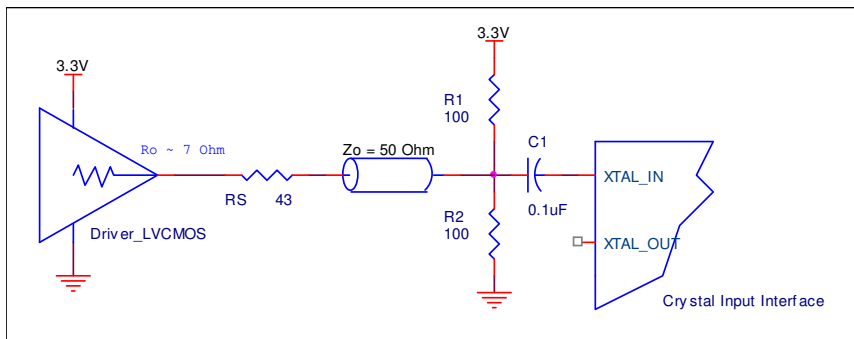 3.3V
3.3V
R1
100
C1
Ro ~ 7 Ohm
Zo = 50 Ohm
XTAL_IN
RS 43
0.1uF
R2
100
XTAL_OUT
Driver_LVCMOS
Crystal Input Interface